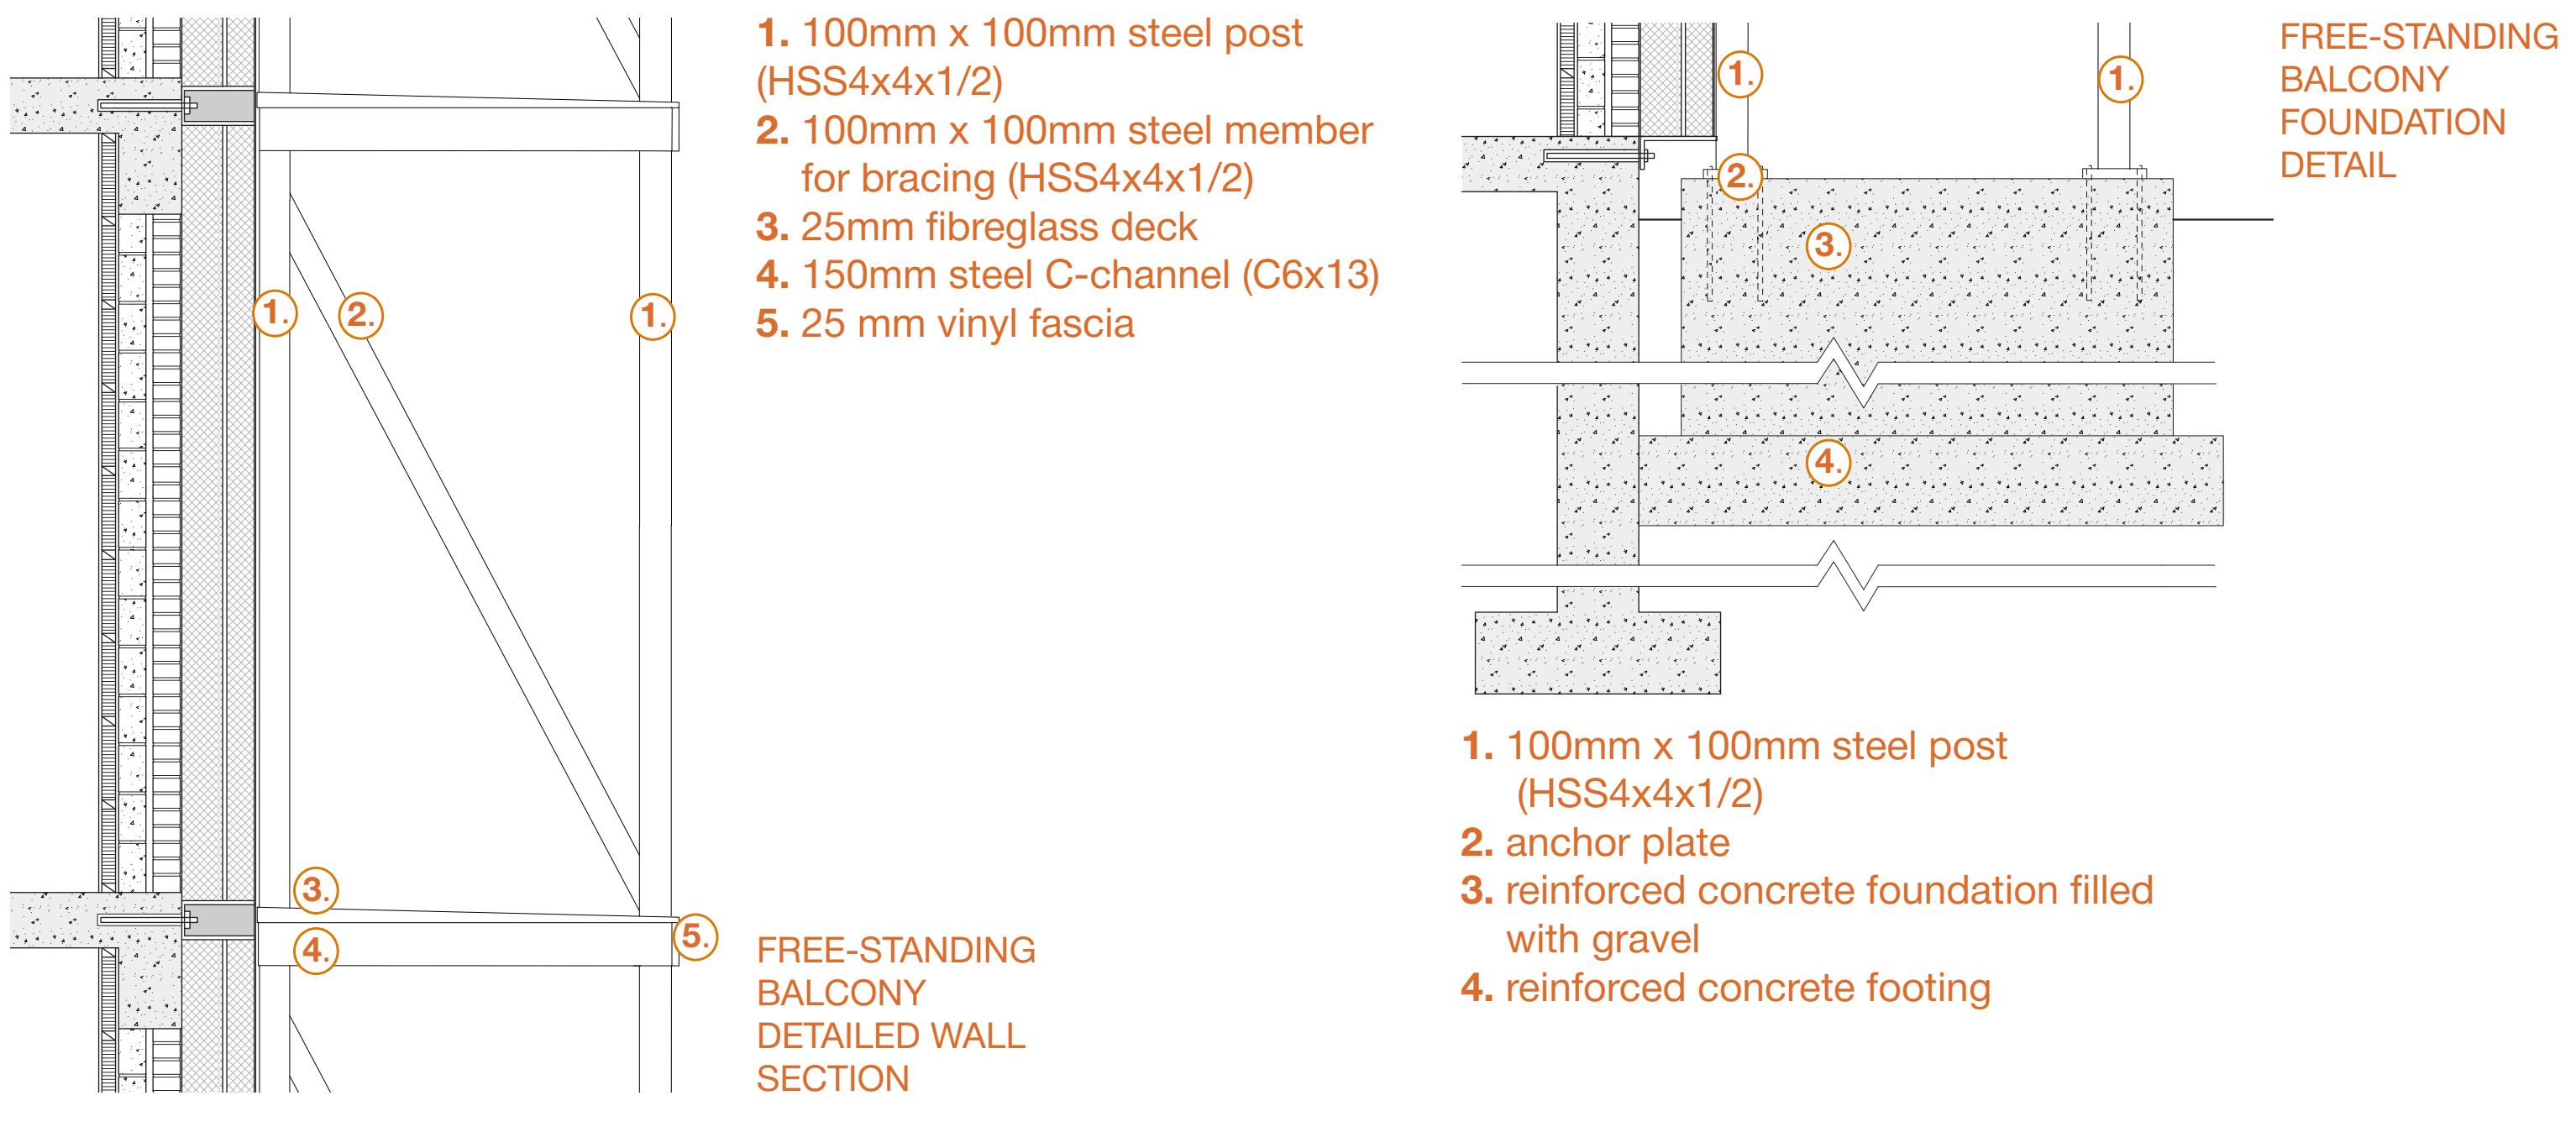 1. 100mm x 100mm steel post
(HSS4x4x1/2)
2. 100mm x 100mm steel member
for bracing (HSS4x4x1/2)
3. 25mm fibreglass deck
4. 150mm steel C-channel (C6x13)
5. 25 mm vinyl fascia
1.
2.
1.
3.
4.
5.
FREE-STANDING
BALCONY
DETAILED WALL
SECTION
1.
1.
2.
3.
4.
FREE-STANDING
BALCONY
FOUNDATION
DETAIL
1. 100mm x 100mm steel post
(HSS4x4x1/2)
2. anchor plate
3. reinforced concrete foundation filled
with gravel
4. reinforced concrete footing